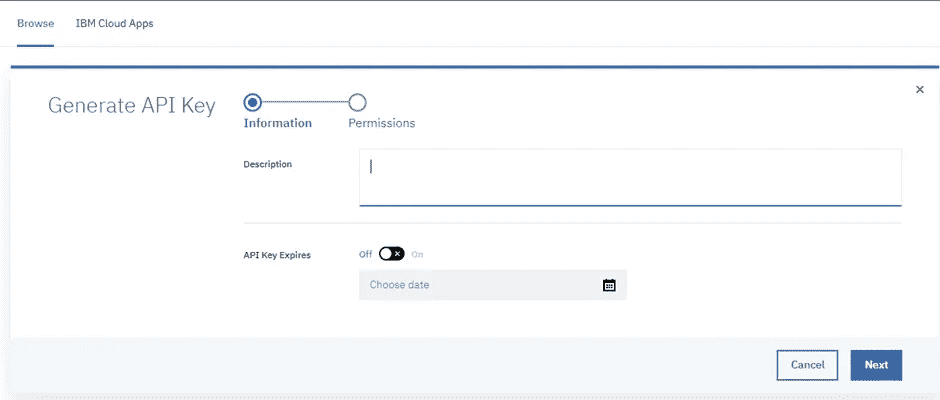 Browse IBM Cloud Apps
Generate API Key
Information Permissions
Description
API Key Expires Off On
Choose date
Cancel Next